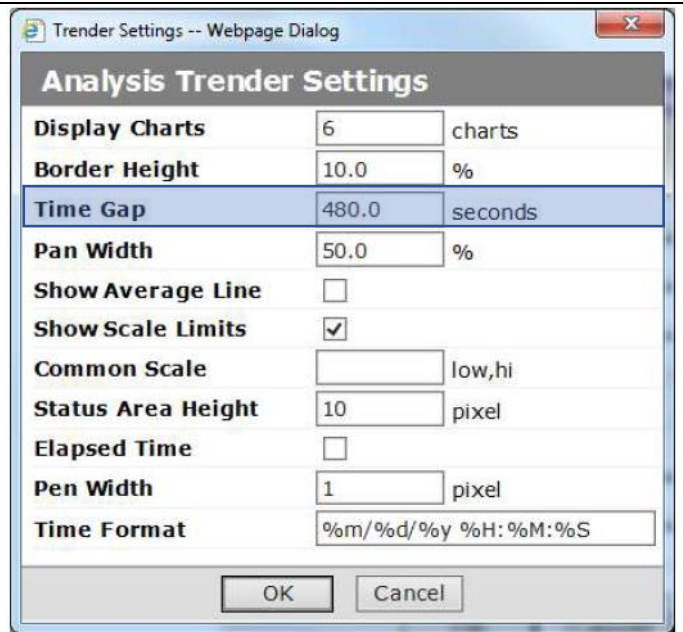 Trender Settings -- Webpage Dialog
Analysis Trender Settings
Display Charts 6 charts
Border Height 10.0 %
Time Gap 480.0 seconds
Pan Width 50.0 %
Show Average Line
Show Scale Limits
Common Scale low,hi
Status Area Height 10 pixel
Elapsed Time
Pen Width 1 pixel
Time Format %m/%d/%y %H:%M:%S
OK Cancel